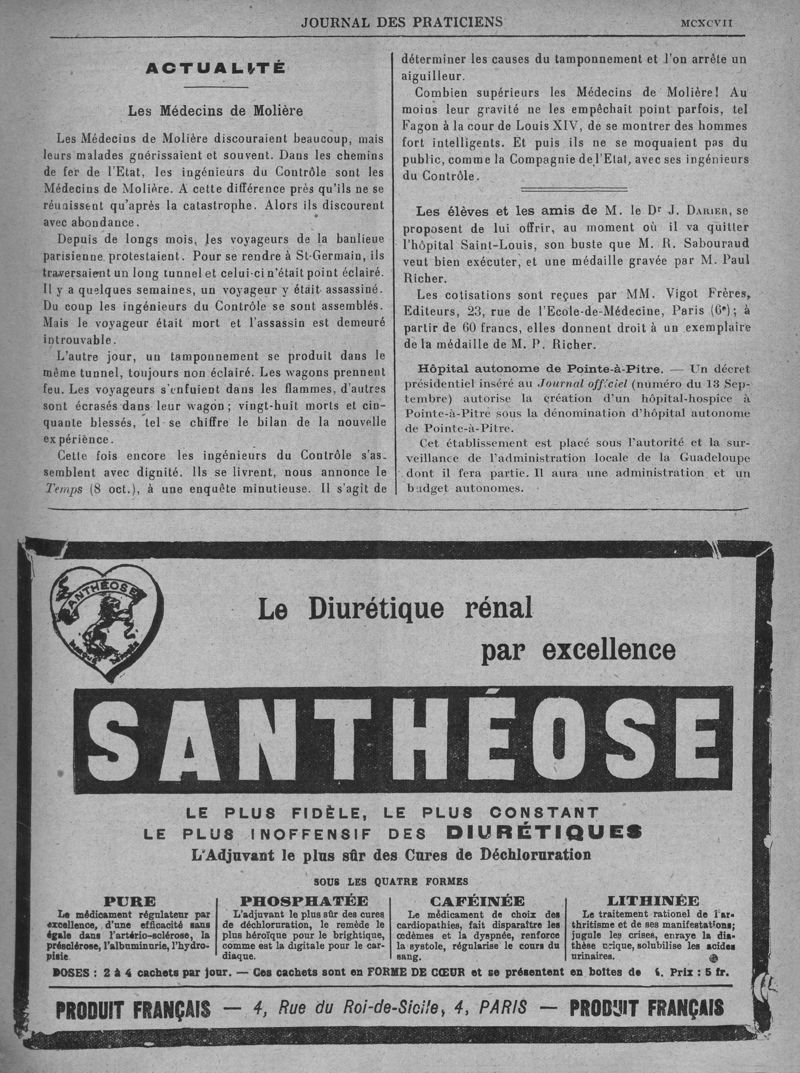 JOURNAL DES PRATICIENS
MCXCVII
ACTUALITÉ
Les Médecins de Molière
Les Médecins de Molière discouraient beaucoup, mais
leurs malades gnérissaient et souvent. Dans les chemins
de fer de l'Etat, les ingénieurs du Contrôle sont les
Médecins de Molière. A cette différence près qu'ils ne se
réunissent qu'après la catastrophe. Alors ils discourent
avec abondance.
Depuis de longs mois, les voyageurs de la banlieue
parisienne protestaient. Pour se rendre à St-Germain, ils
traversaient un long tunnel et celui-ci n'était point éclairé.
Il y a quelques semaines, un voyageur y était assassiné.
Du coup les ingénieurs du Contrôle se sont assemblés.
Mais le voyageur était mort et l'assassin est demeuré
introuvable.
L'autre jour, un tamponnement se produit dans le
même tunnel, toujours non éclairé. Les wagons prennent
feu. Les voyageurs s'enfuient dans les flammes, d'autres
sont écrasés dans leur wagon; vingt-huit morts et cin-
quante blessés, tel se chiffre le bilan de la nouvelle
expérience.
Cette fois encore les ingénieurs du Contrôle s'as-
semblent avec dignité. Ils se livrent, nous annonce le
Temps (8 oct.), à une enquête minutieuse. Il s'agit de
déterminer les causes du tamponnement et l'on arrête un
aiguilleur.
Combien supérieurs les Médecins de Molière! Au
moins leur gravité ne les empêchait point parfois, tel
Fagon à la cour de Louis XIV, de se montrer des hommes
fort intelligents. Et puis ils ne se moquaient pas du
public, comme la Compagnie de l'Etat, avec ses ingénieurs
du Contrôle.
Les élèves et les amis de M. le Dr J. DARIER, se
proposent de lui offrir, au moment où il va quitter
l'hôpital Saint-Louis, son buste que M. R. Sabouraud
veut bien exécuter, et une médaille gravée par M. Paul
Richer.
Les cotisations sont reçues par MM. Vigot Frères,
Editeurs, 23, rue de l'Ecole-de-Médecine, Paris (6e); à
partir de 60 francs, elles donnent droit à un exemplaire
de la médaille de M. P. Richer.
Hôpital autonome de Pointe-à-Pitre. — Un décret
présidentiel inséré au Journal officiel (numéro du 13 Sep-
tembre) autorise la création d'un hôpital-hospice à
Pointe-à-Pitre sous la dénomination d'hôpital autonome
de Pointe-à-Pitre.
Cet établissement est placé sous l'autorité et la sur-
veillance de l'administration locale de la Guadeloupe
dont il fera partie. Il aura une administration et un
budget autonomes.
SANTHÉOSE
Le Diurétique rénal
par excellence
SANTHÉOSE
LE PLUS FIDÈLE, LE PLUS CONSTANT
LE PLUS INOFFENSIF DES DIURÉTIQUES
L'Adjuvant le plus sûr des Cures de Déchloruration
SOUS LES QUATRE FORMES
PURE
Le médicament régulateur par
excellence, d'une efficacité sans
égale dans l'artério-sclérose, la
présclérose, l'albuminurie, l'hydro-
pisie.
PHOSPHATÉE
L'adjuvant le plus sûr des cures
de déchloruration, le remède le
plus héroïque pour le brightique,
comme est la digitale pour le car-
diaque.
CAFÉINÉE
Le médicament de choix des
cardiopathies, fait disparaître les
œdèmes et la dyspnée, renforce
la systole, régularise le cours du
sang.
LITHINÉE
Le traitement rationel de l'ar-
thritisme et de ses manifestations;
jugule les crises, enraye la dia-
thèse urique, solubilise les acides
urinaires.
DOSES : 2 à 4 cachets par jour. — Ces cachets sont en FORME DE CŒUR et se présentent en boîtes de Prix : 5 fr.
PRODUIT FRANÇAIS — 4, Rue du Roi-de-Sicile, 4, PARIS — PRODUIT FRANÇAIS